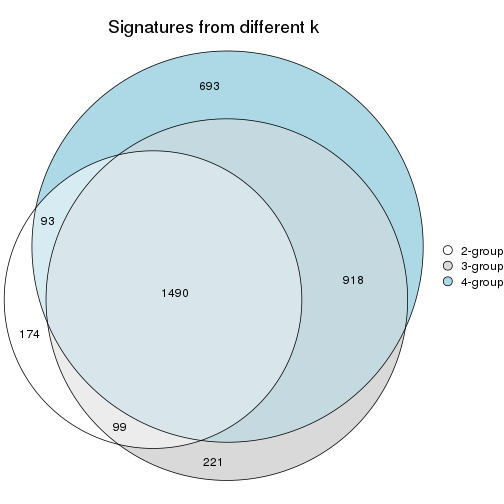 Signatures from different k
693
93
918
1490
174
99
221
2-group
3-group
4-group